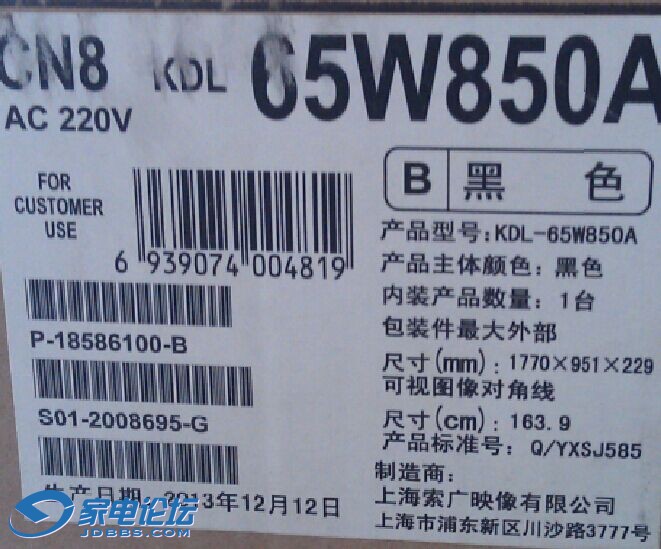 CN8 KDL 65W850A
AC 220V
FOR
CUSTOMER
USE
6 939074 004819
P-18586100-B
S01-2008695-G
生产日期: 2013年12月12日
B 黑色
产品型号:KDL-65W850A
产品主体颜色:黑色
内装产品数量:1台
包装件最大外部
尺寸(mm):1770×951×229
可视图像对角线
尺寸(cm):163.9
产品标准号:Q/YXSJ585
制造商:
上海索广映像有限公司
上海市浦东新区川沙路3777号
家电论坛
JDBBS.COM